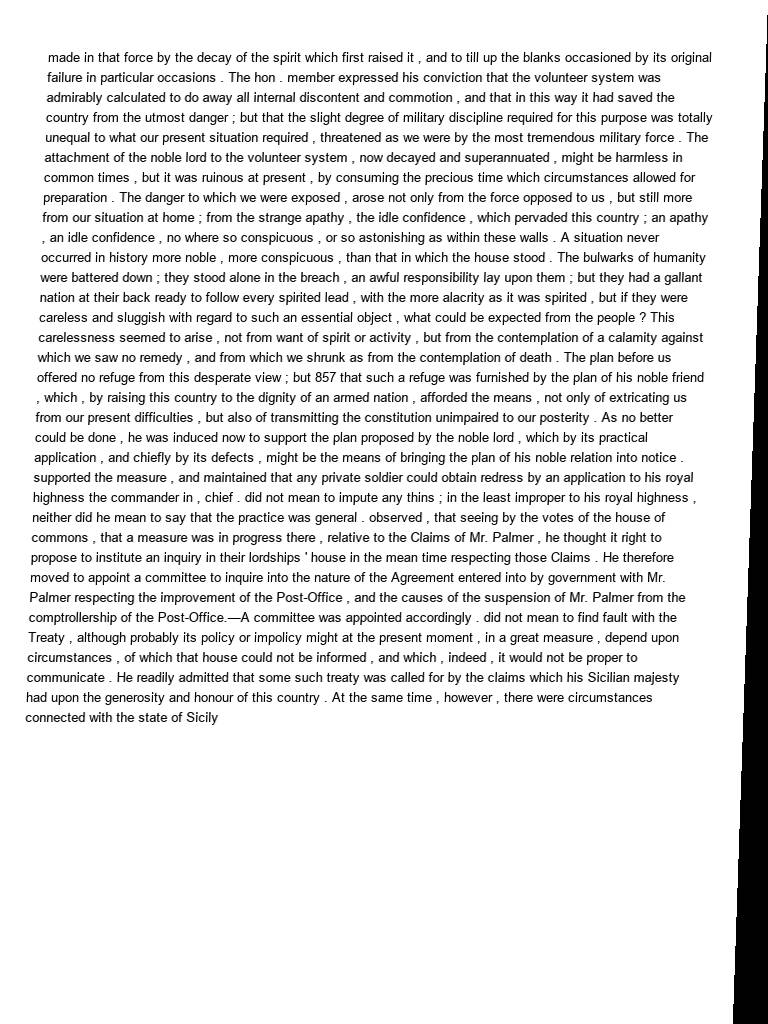 made in that force by the decay of the spirit which first raised it , and to till up the blanks occasioned by its original
failure in particular occasions . The hon . member expressed his conviction that the volunteer system was
admirably calculated to do away all internal discontent and commotion , and that in this way it had saved the
country from the utmost danger ; but that the slight degree of military discipline required for this purpose was totally
unequal to what our present situation required , threatened as we were by the most tremendous military force . The
attachment of the noble lord to the volunteer system , now decayed and superannuated , might be harmless in
common times , but it was ruinous at present , by consuming the precious time which circumstances allowed for
preparation . The danger to which we were exposed , arose not only from the force opposed to us , but still more
from our situation at home ; from the strange apathy , the idle confidence , which pervaded this country ; an apathy
, an idle confidence , no where so conspicuous , or so astonishing as within these walls . A situation never
occurred in history more noble , more conspicuous , than that in which the house stood . The bulwarks of humanity
were battered down ; they stood alone in the breach , an awful responsibility lay upon them ; but they had a gallant
nation at their back ready to follow every spirited lead , with the more alacrity as it was spirited , but if they were
careless and sluggish with regard to such an essential object , what could be expected from the people ? This
carelessness seemed to arise , not from want of spirit or activity , but from the contemplation of a calamity against
which we saw no remedy , and from which we shrunk as from the contemplation of death . The plan before us
offered no refuge from this desperate view ; but 857 that such a refuge was furnished by the plan of his noble friend
, which , by raising this country to the dignity of an armed nation , afforded the means , not only of extricating us
from our present difficulties , but also of transmitting the constitution unimpaired to our posterity . As no better
could be done , he was induced now to support the plan proposed by the noble lord , which by its practical
application , and chiefly by its defects , might be the means of bringing the plan of his noble relation into notice .
supported the measure , and maintained that any private soldier could obtain redress by an application to his royal
highness the commander in , chief . did not mean to impute any thins ; in the least improper to his royal highness ,
neither did he mean to say that the practice was general . observed , that seeing by the votes of the house of
commons , that a measure was in progress there , relative to the Claims of Mr. Palmer , he thought it right to
propose to institute an inquiry in their lordships ' house in the mean time respecting those Claims . He therefore
moved to appoint a committee to inquire into the nature of the Agreement entered into by government with Mr.
Palmer respecting the improvement of the Post-Office , and the causes of the suspension of Mr. Palmer from the
comptrollership of the Post-Office.—A committee was appointed accordingly . did not mean to find fault with the
Treaty , although probably its policy or impolicy might at the present moment , in a great measure , depend upon
circumstances , of which that house could not be informed , and which , indeed , it would not be proper to
communicate . He readily admitted that some such treaty was called for by the claims which his Sicilian majesty
had upon the generosity and honour of this country . At the same time , however , there were circumstances
connected with the state of Sicily